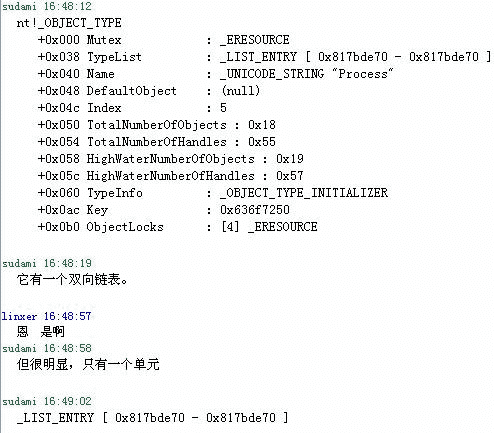 sudami 16:48:12
nt!_OBJECT_TYPE
+0x000 Mutex : _ERESOURCE
+0x038 TypeList : _LIST_ENTRY [ 0x817bde70 - 0x817bde70 ]
+0x040 Name : _UNICODE_STRING "Process"
+0x048 DefaultObject : (null)
+0x04c Index : 5
+0x050 TotalNumberOfObjects : 0x18
+0x054 TotalNumberOfHandles : 0x55
+0x058 HighWaterNumberOfObjects : 0x19
+0x05c HighWaterNumberOfHandles : 0x57
+0x060 TypeInfo : _OBJECT_TYPE_INITIALIZER
+0x0ac Key : 0x636f7250
+0x0b0 ObjectLocks : [4] _ERESOURCE
sudami 16:48:19
它有一个双向链表。
linxer 16:48:57
恩 是啊
sudami 16:48:58
但很明显，只有一个单元
sudami 16:49:02
_LIST_ENTRY [ 0x817bde70 - 0x817bde70 ]